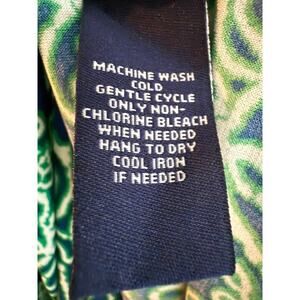 MACHINE WASH
COLD
GENTLE CYCLE
ONLY NON-
CHLORINE BLEACH
WHEN NEEDED
HANG TO DRY
COOL IRON
IF NEEDED